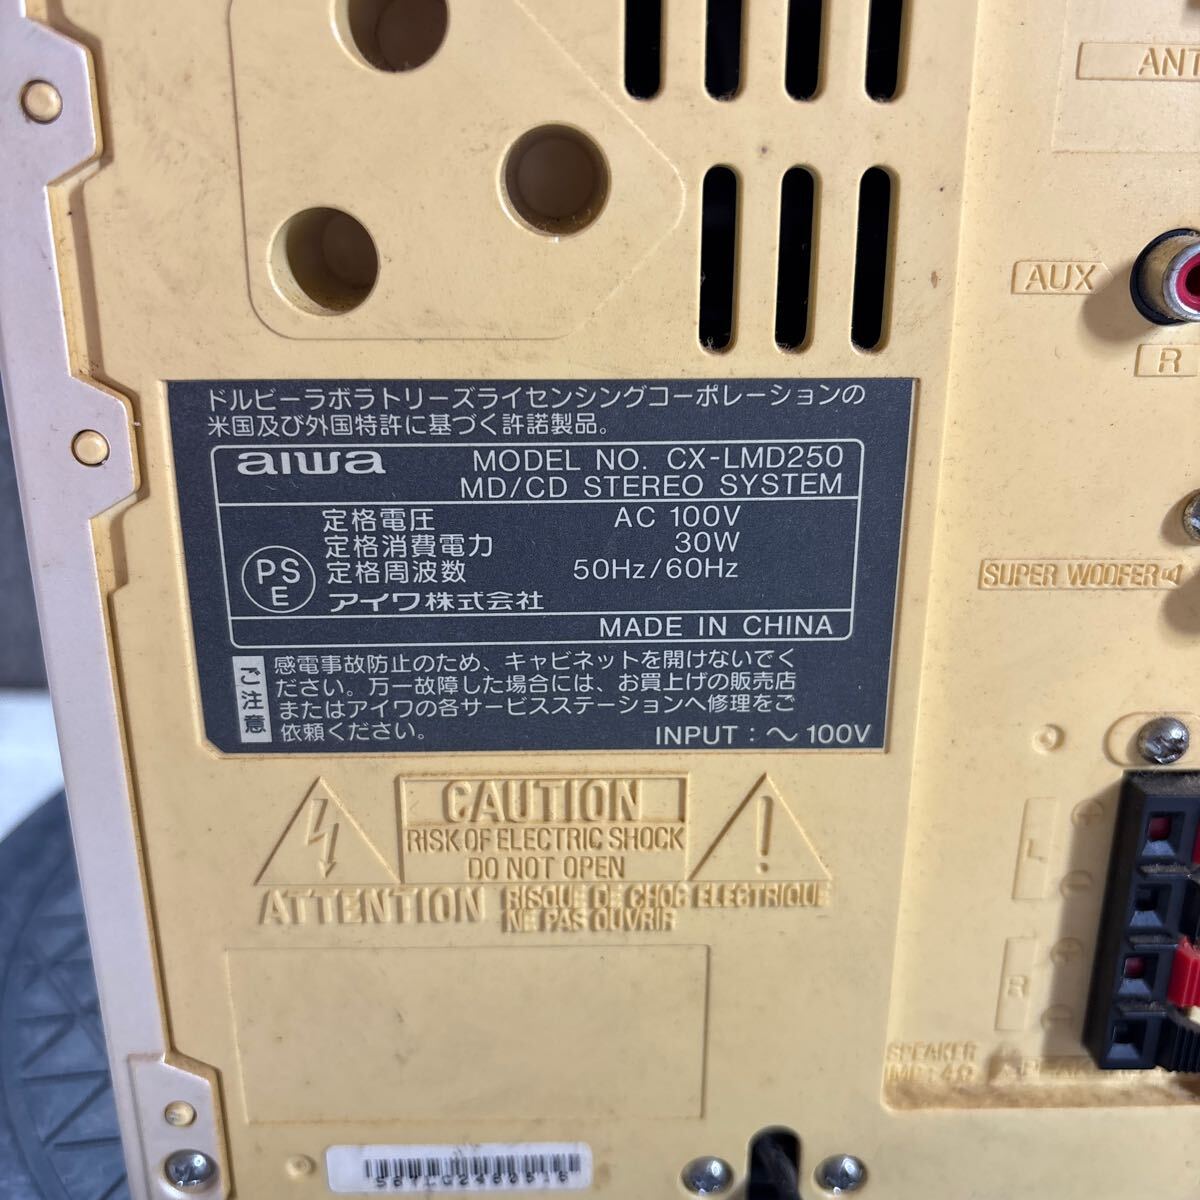 ANT
AUX
R
ドルビーラボラトリーズライセンシングコーポレーションの
米国及び外国特許に基づく許諾製品。
aiwa MODEL NO. CX-LMD250
MD/CD STEREO SYSTEM
定格電圧 AC 100V
定格消費電力 30W
定格周波数 50Hz/60Hz
PS
E
アイワ株式会社
MADE IN CHINA
SUPER WOOFER
ご注意
感電事故防止のため、キャビネットを開けないでく
ださい。万一故障した場合には、お買上げの販売店
またはアイワの各サービスステーションへ修理をご
依頼ください。
INPUT : ～ 100V
CAUTION
RISK OF ELECTRIC SHOCK
DO NOT OPEN
ATTENTION
RISQUE DE CHOC ELECTRIQUE
NE PAS OUVRIR
L
R
SPEAKER
IMP : 4Ω